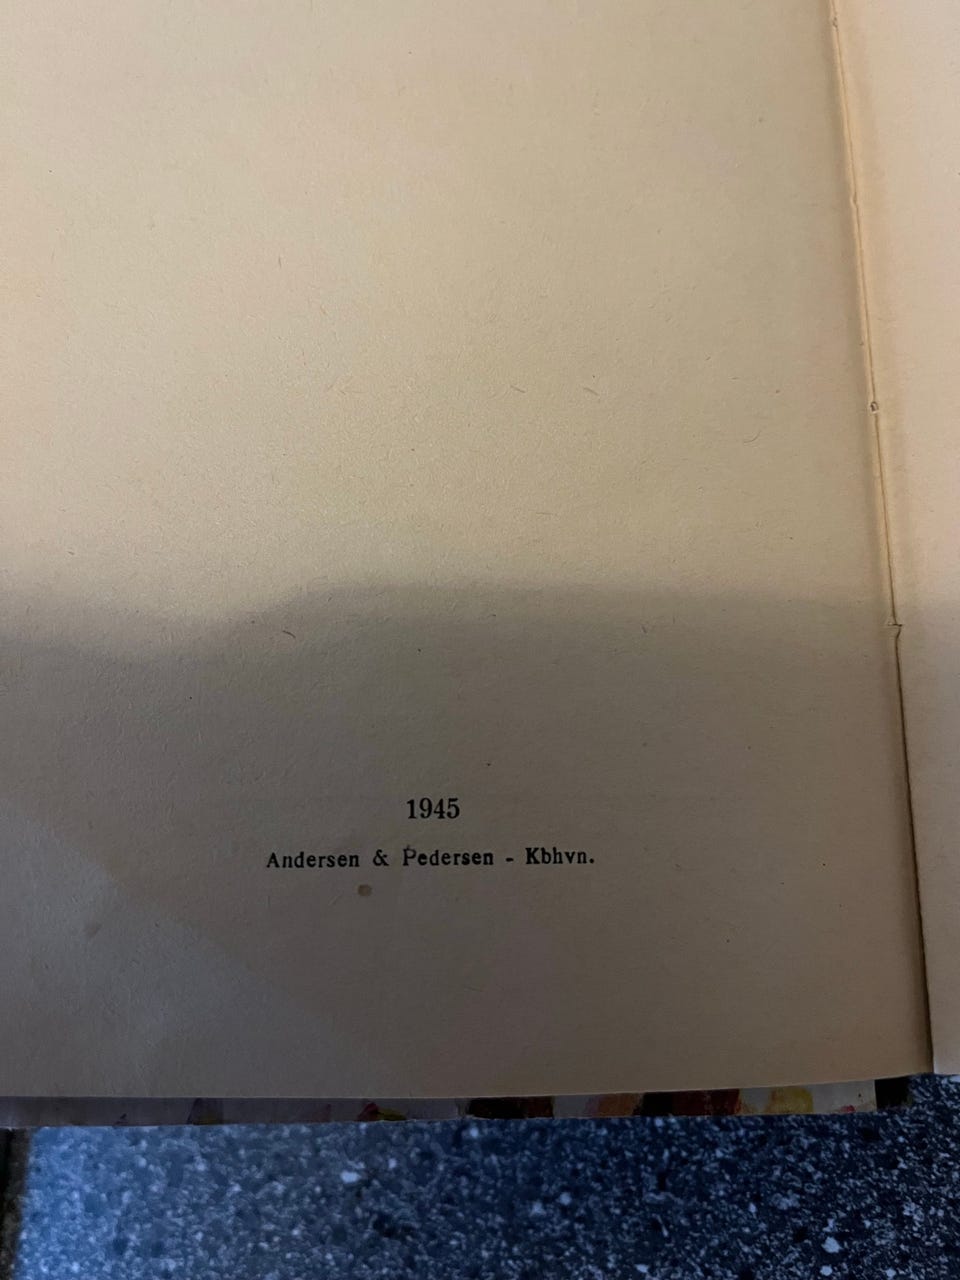 1945
Andersen & Pedersen - Kbhvn.